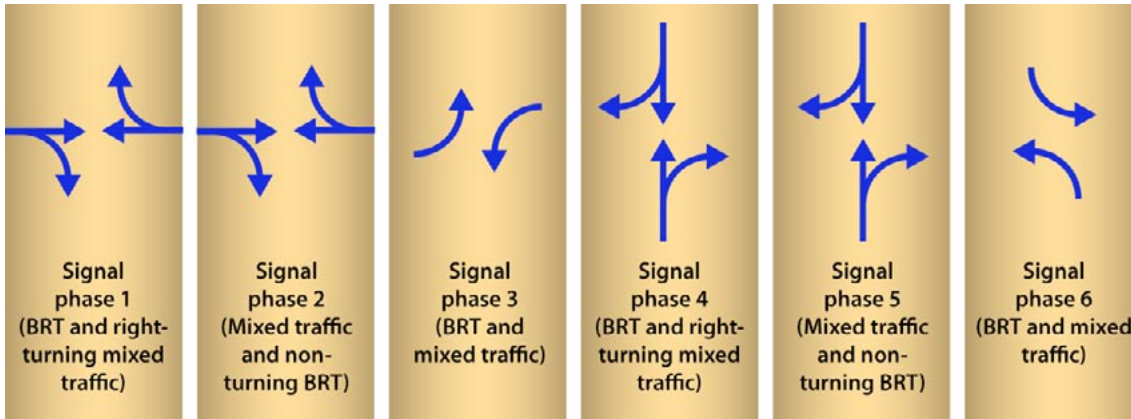 Signal
phase 1
(BRT and right-
turning mixed
traffic)
Signal
phase 2
(Mixed traffic
and non-
turning BRT)
Signal
phase 3
(BRT and
mixed traffic)
Signal
phase 4
(BRT and right-
turning mixed
traffic)
Signal
phase 5
(Mixed traffic
and non-
turning BRT)
Signal
phase 6
(BRT and mixed
traffic)